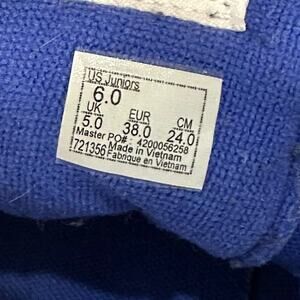 US Juniors
6.0
UK EUR CM
5.0 38.0 24.0
Master PO#: 4200056258
Made in Vietnam
721356 Fabrique en Vietnam